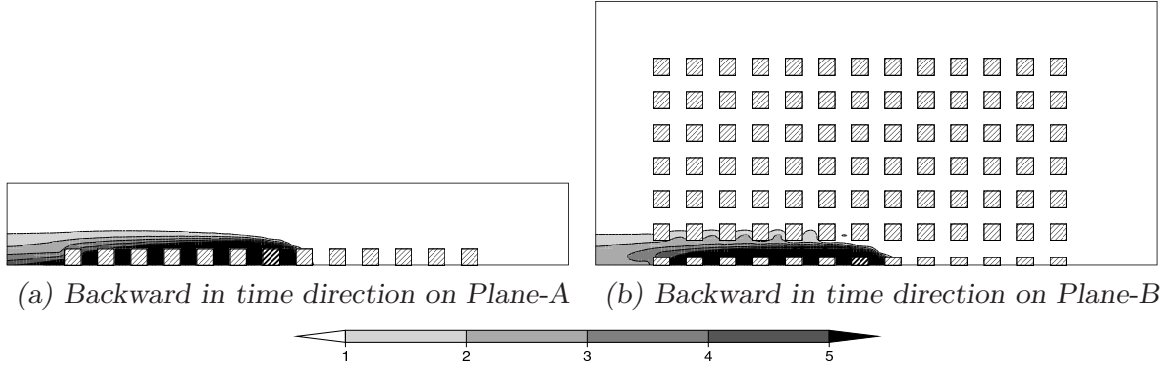 (a) Backward in time direction on Plane-A
(b) Backward in time direction on Plane-B
1 2 3 4 5